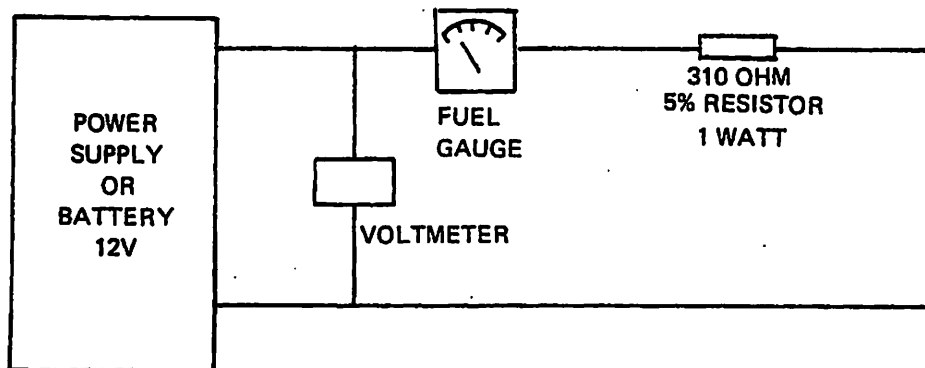 POWER
SUPPLY
OR
BATTERY
12V
FUEL
GAUGE
VOLTMETER
310 OHM
5% RESISTOR
1 WATT